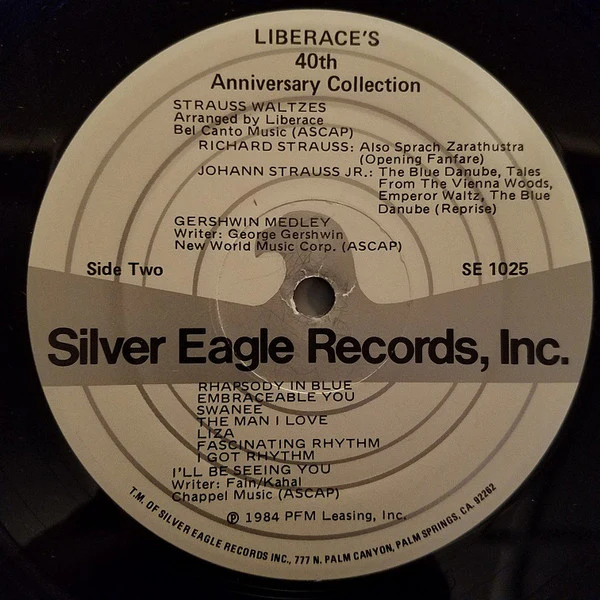 LIBERACE'S
40th
Anniversary Collection
STRAUSS WALTZES
Arranged by Liberace
Bel Canto Music (ASCAP)
RICHARD STRAUSS: Also Sprach Zarathustra
(Opening Fanfare)
JOHANN STRAUSS JR.: The Blue Danube, Tales
From The Vienna Woods,
Emperor Waltz, The Blue
Danube (Reprise)
GERSHWIN MEDLEY
Writer: George Gershwin
New World Music Corp. (ASCAP)
Side Two
SE 1025
Silver Eagle Records, Inc.
RHAPSODY IN BLUE
EMBRACEABLE YOU
SWANEE
THE MAN I LOVE
LIZA
FASCINATING RHYTHM
I GOT RHYTHM
I'LL BE SEEING YOU
Writer: Fain/Kahal
Chappel Music (ASCAP)
℗ 1984 PFM Leasing, Inc.
T.M. OF SILVER EAGLE RECORDS INC., 777 N. PALM CANYON, PALM SPRINGS, CA. 92262